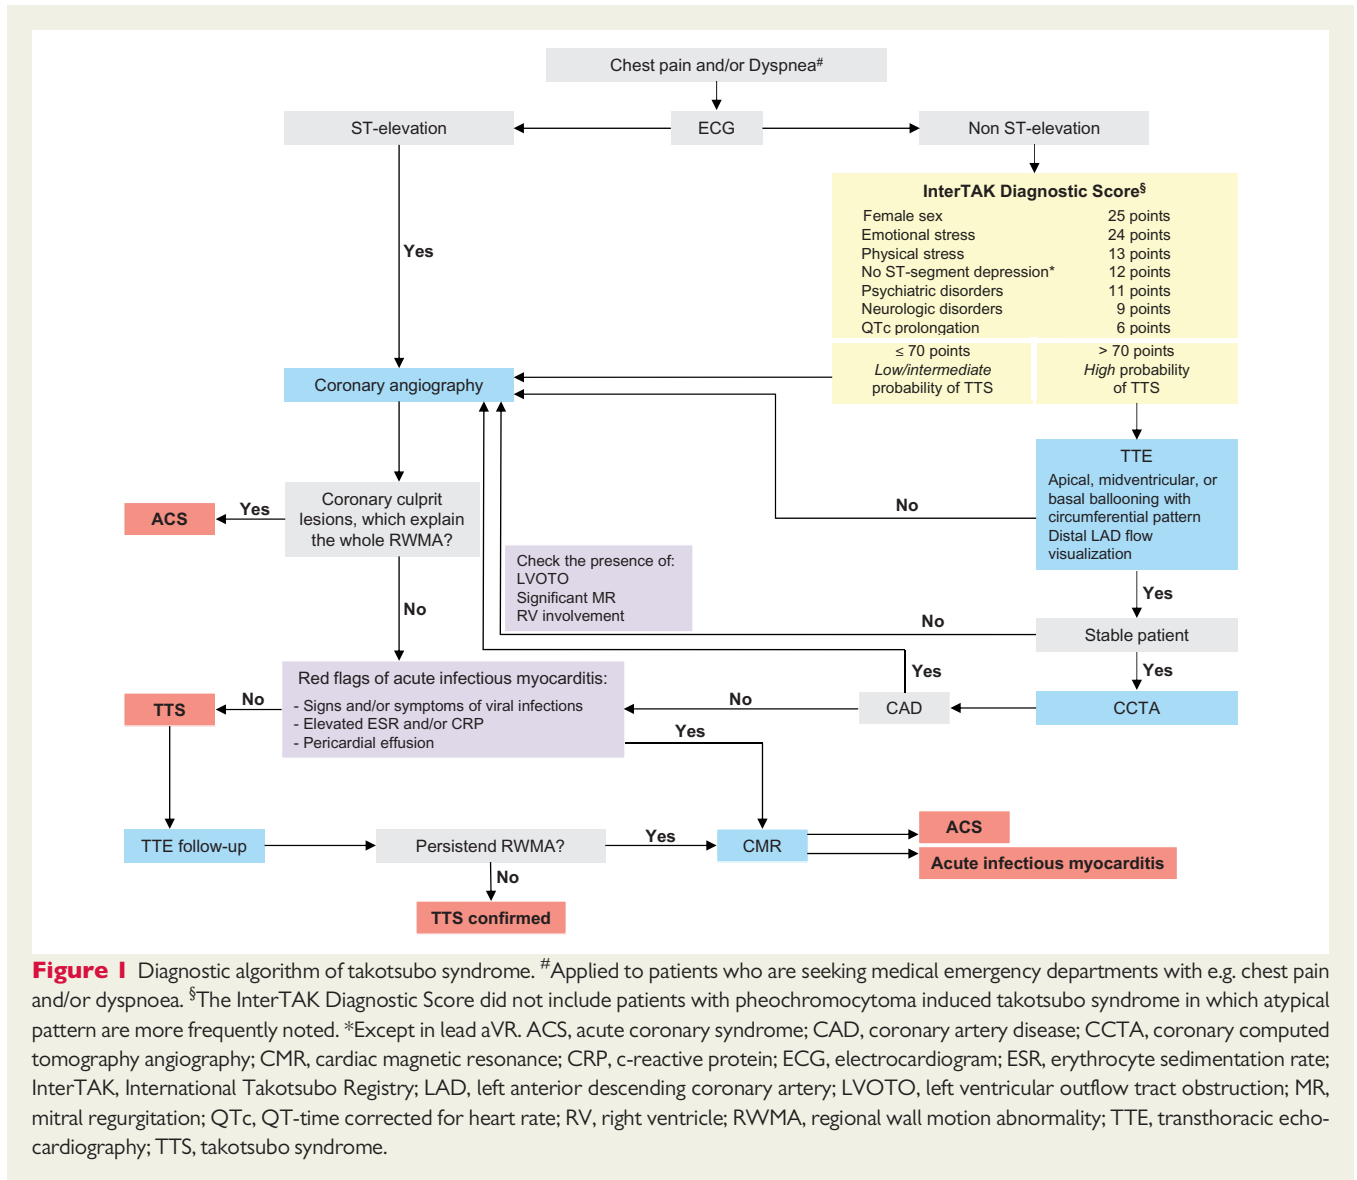 Chest pain and/or Dyspnea#
ST-elevation
ECG
Non ST-elevation
InterTAK Diagnostic Score§
Female sex 25 points
Emotional stress 24 points
Physical stress 13 points
No ST-segment depression* 12 points
Psychiatric disorders 11 points
Neurologic disorders 9 points
QTc prolongation 6 points
Yes
≤ 70 points
Low/intermediate
probability of TTS
> 70 points
High probability
of TTS
Coronary angiography
TTE
Apical, midventricular, or
basal ballooning with
circumferential pattern
Distal LAD flow
visualization
No
Coronary culprit
lesions, which explain
the whole RWMA?
Yes
ACS
Check the presence of:
LVOTO
Significant MR
RV involvement
No
Yes
No
Stable patient
Yes
Yes
Red flags of acute infectious myocarditis:
- Signs and/or symptoms of viral infections
- Elevated ESR and/or CRP
- Pericardial effusion
No
TTS
No
CAD
CCTA
Yes
TTE follow-up
Persistend RWMA?
Yes
CMR
ACS
Acute infectious myocarditis
No
TTS confirmed
Figure 1 Diagnostic algorithm of takotsubo syndrome. #Applied to patients who are seeking medical emergency departments with e.g. chest pain
and/or dyspnoea. §The InterTAK Diagnostic Score did not include patients with pheochromocytoma induced takotsubo syndrome in which atypical
pattern are more frequently noted. *Except in lead aVR. ACS, acute coronary syndrome; CAD, coronary artery disease; CCTA, coronary computed
tomography angiography; CMR, cardiac magnetic resonance; CRP, c-reactive protein; ECG, electrocardiogram; ESR, erythrocyte sedimentation rate;
InterTAK, International Takotsubo Registry; LAD, left anterior descending coronary artery; LVOTO, left ventricular outflow tract obstruction; MR,
mitral regurgitation; QTc, QT-time corrected for heart rate; RV, right ventricle; RWMA, regional wall motion abnormality; TTE, transthoracic echo-
cardiography; TTS, takotsubo syndrome.